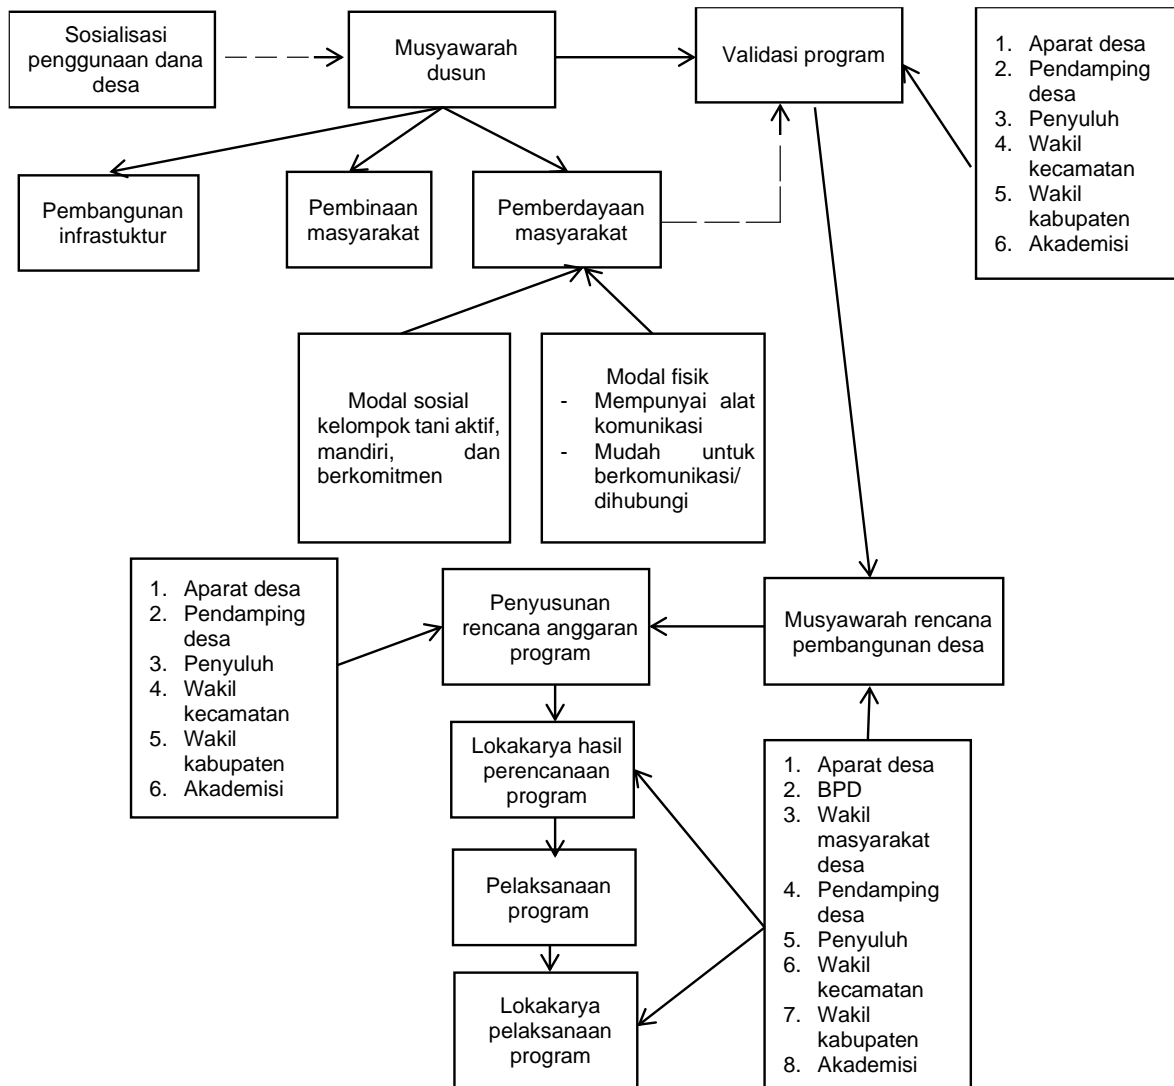 Sosialisasi
penggunaan dana
desa
Musyawarah
dusun
Validasi program
1. Aparat desa
2. Pendamping
desa
3. Penyuluh
4. Wakil
kecamatan
5. Wakil
kabupaten
6. Akademisi
Pembangunan
infrastuktur
Pembinaan
masyarakat
Pemberdayaan
masyarakat
Modal sosial
kelompok tani aktif,
mandiri, dan
berkomitmen
Modal fisik
- Mempunyai alat
komunikasi
- Mudah untuk
berkomunikasi/
dihubungi
1. Aparat desa
2. Pendamping
desa
3. Penyuluh
4. Wakil
kecamatan
5. Wakil
kabupaten
6. Akademisi
Penyusunan
rencana anggaran
program
Musyawarah rencana
pembangunan desa
Lokakarya hasil
perencanaan
program
Pelaksanaan
program
Lokakarya
pelaksanaan
program
1. Aparat desa
2. BPD
3. Wakil
masyarakat
desa
4. Pendamping
desa
5. Penyuluh
6. Wakil
kecamatan
7. Wakil
kabupaten
8. Akademisi